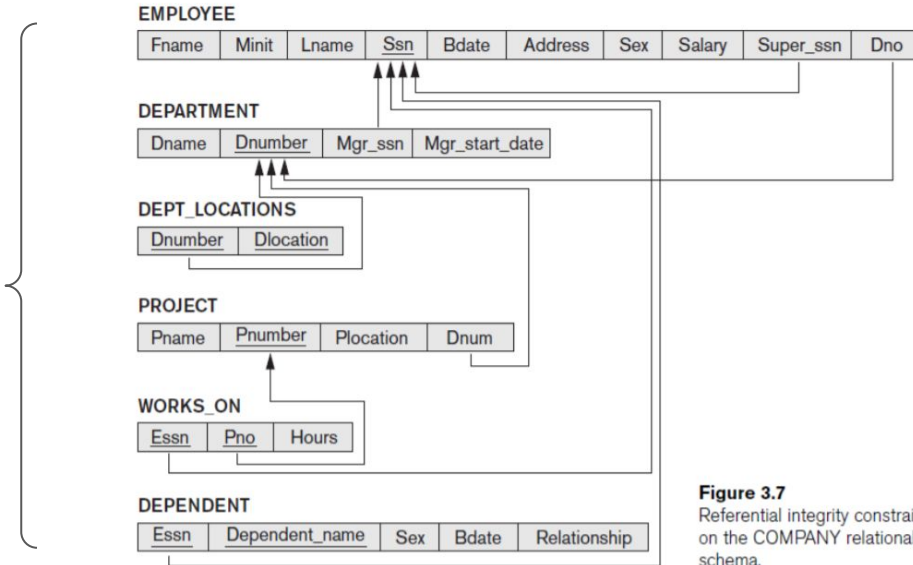 EMPLOYEE
Fname Minit Lname Ssn Bdate Address Sex Salary Super_ssn Dno
DEPARTMENT
Dname Dnumber Mgr_ssn Mgr_start_date
DEPT_LOCATIONS
Dnumber Dlocation
PROJECT
Pname Pnumber Plocation Dnum
WORKS_ON
Essn Pno Hours
DEPENDENT
Essn Dependent_name Sex Bdate Relationship
Figure 3.7
Referential integrity constrai
on the COMPANY relational
schema.